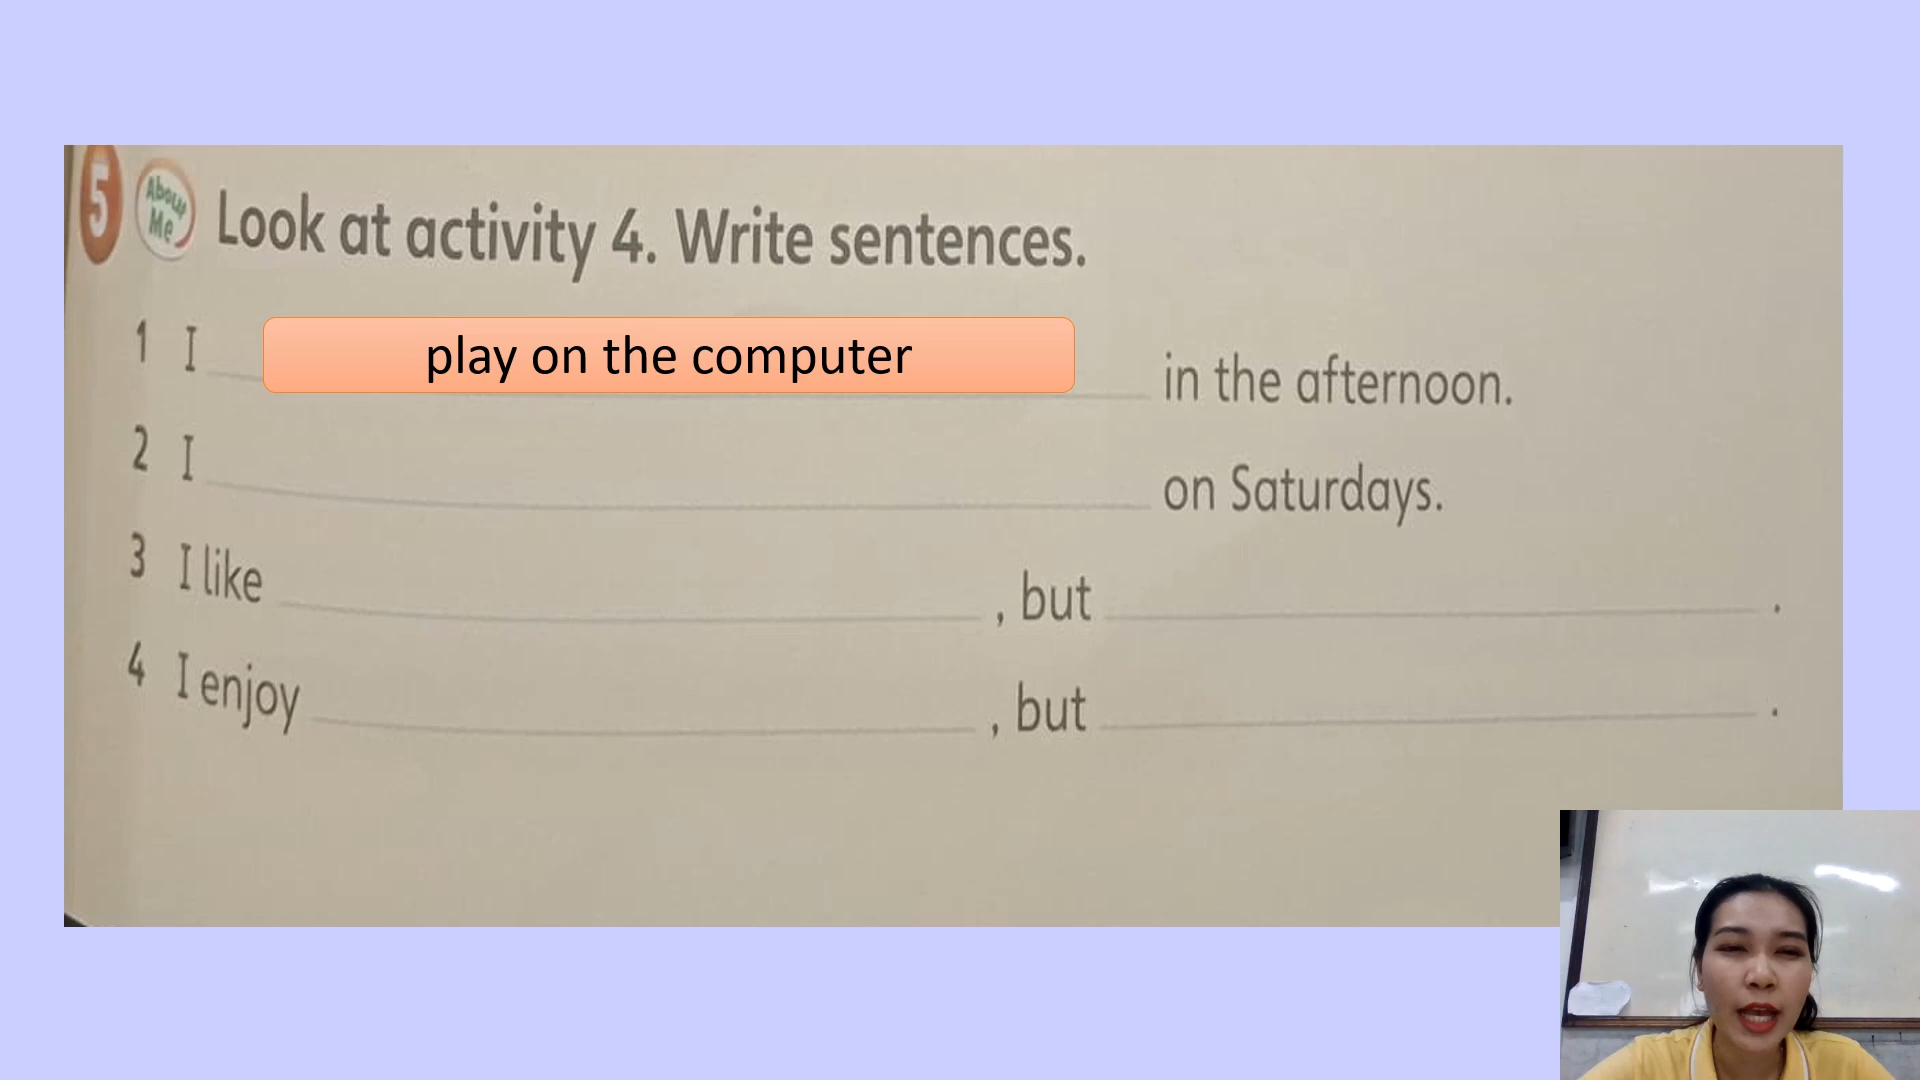 5 About Me Look at activity 4. Write sentences.
1 I play on the computer in the afternoon.
2 I on Saturdays.
3 I like , but .
4 I enjoy , but .